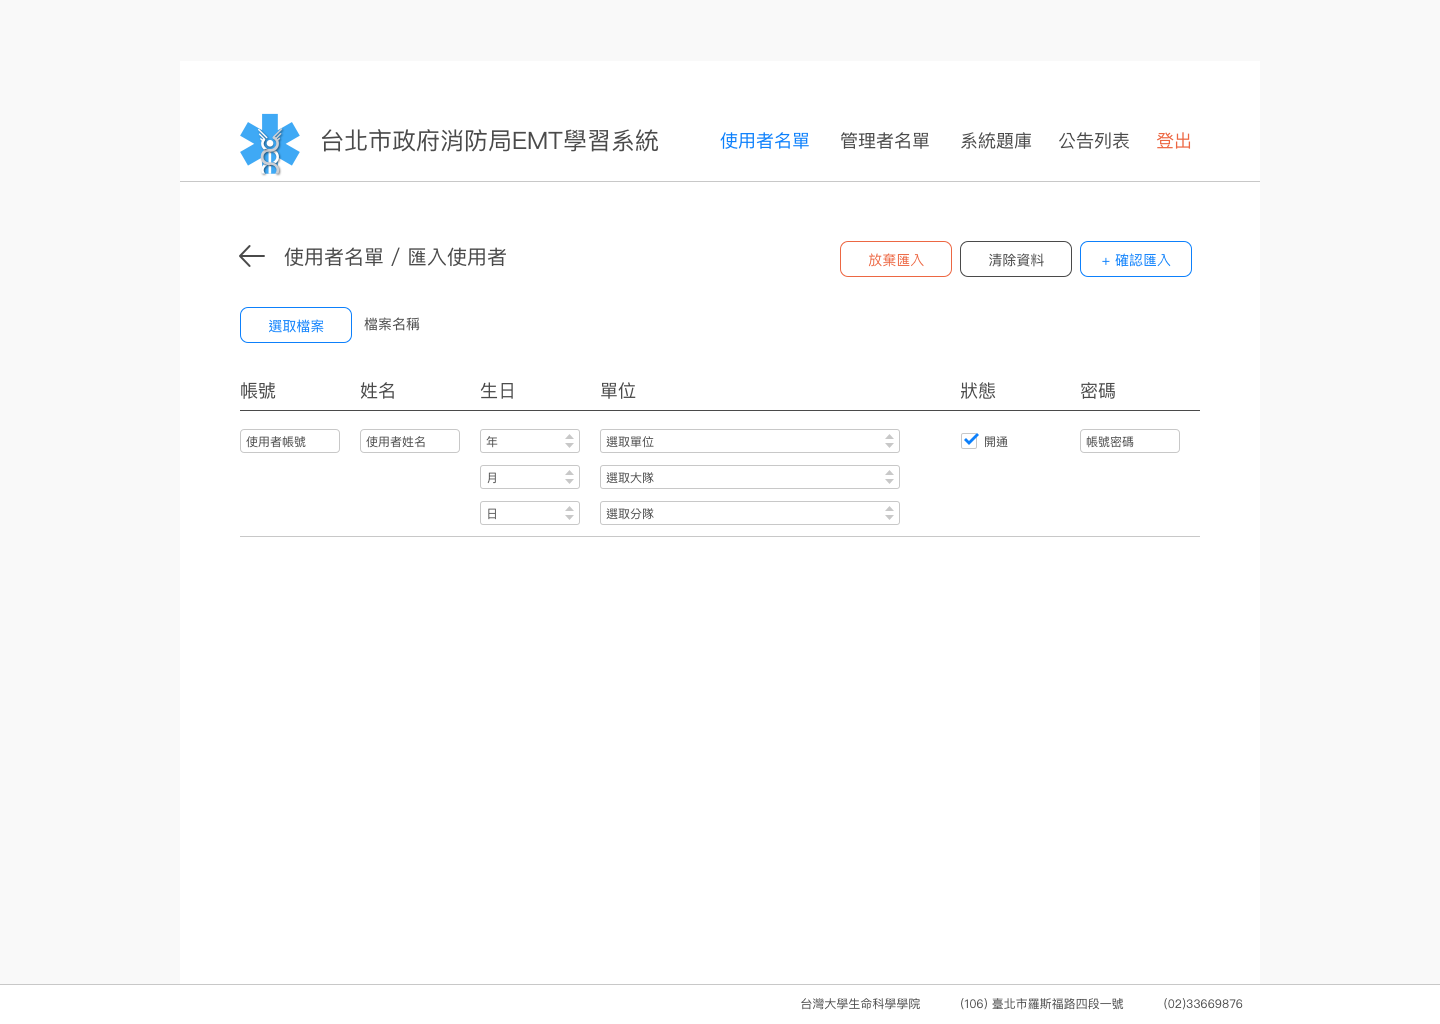 台北市政府消防局EMT學習系統 使用者名單 管理者名單 系統題庫 公告列表 登出
使用者名單 / 匯入使用者 放棄匯入 清除資料 + 確認匯入
選取檔案 檔案名稱
帳號 姓名 生日 單位 狀態 密碼
使用者帳號 使用者姓名 年 選取單位 開通 帳號密碼
月 選取大隊
日 選取分隊
台灣大學生命科學學院 (106) 臺北市羅斯福路四段一號 (02)33669876